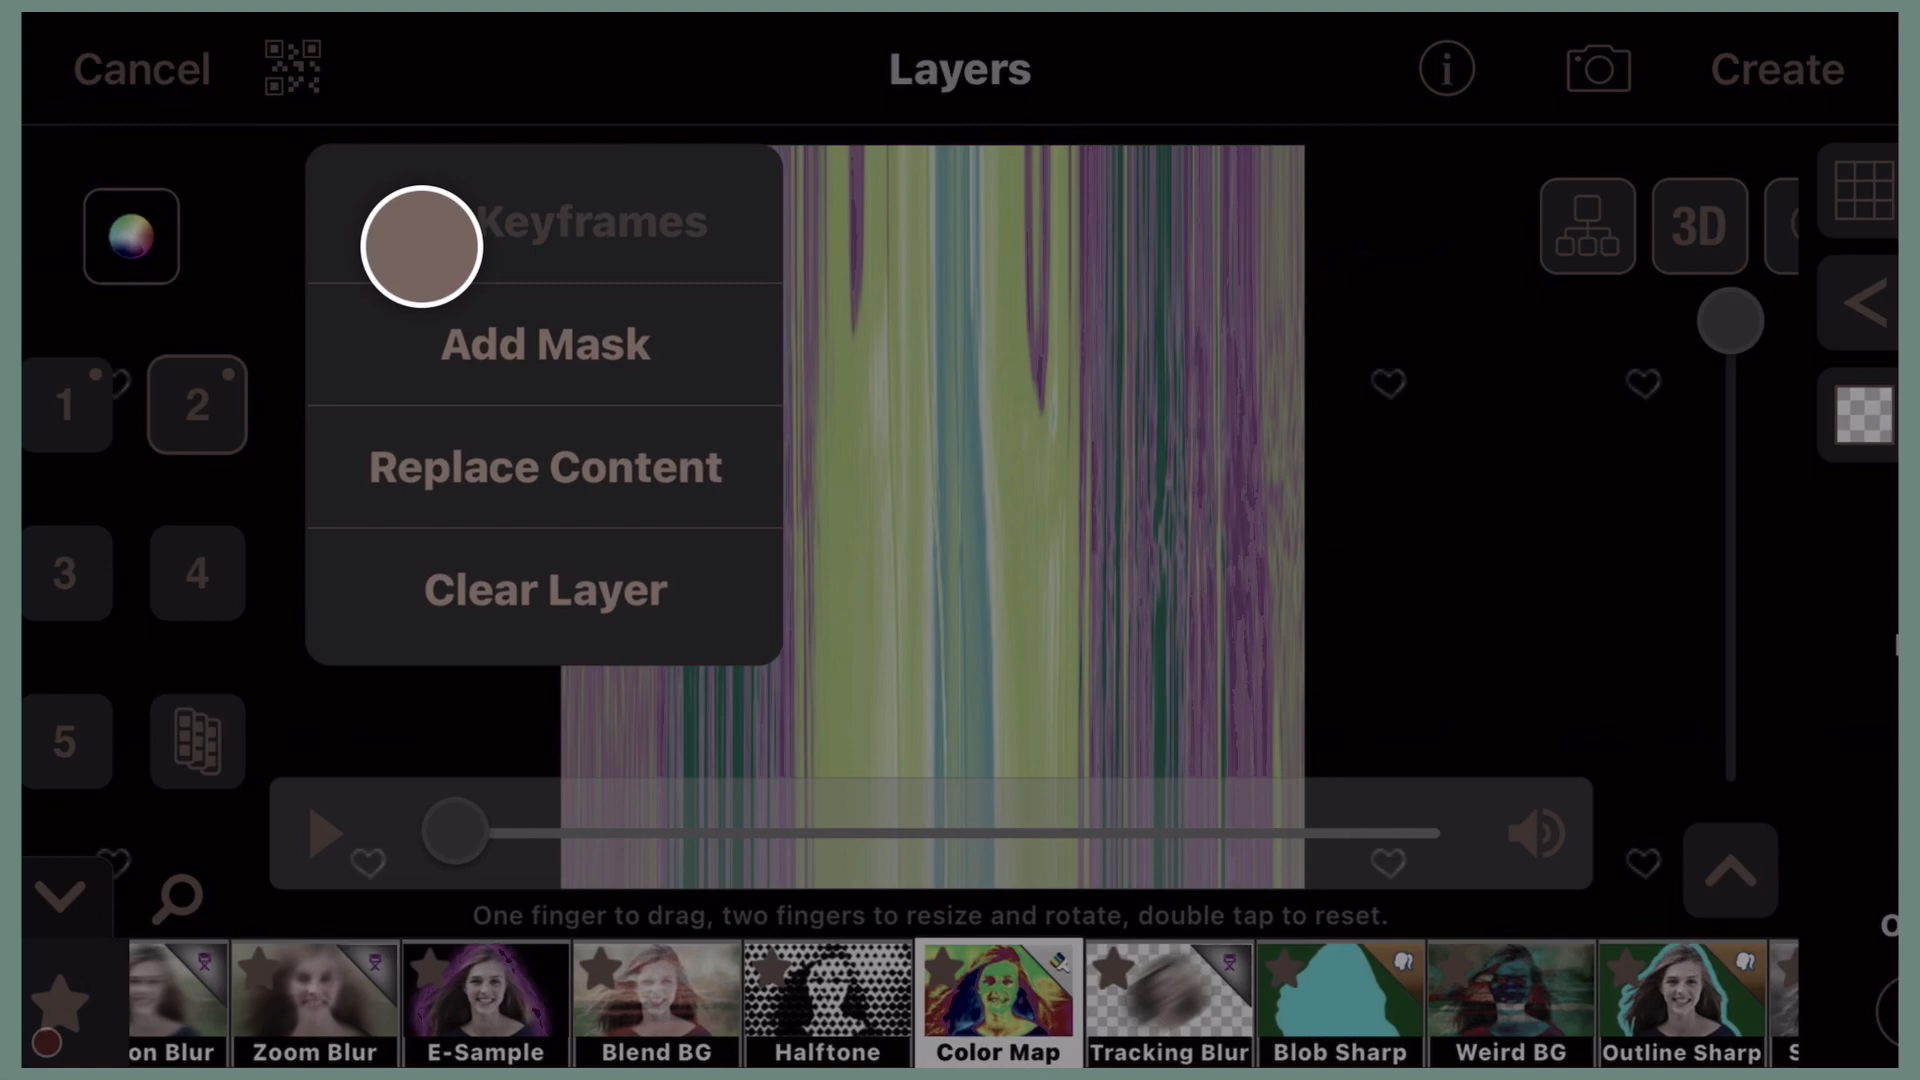 Cancel
Layers
Create
Keyframes
Add Mask
Replace Content
Clear Layer
3D
1
2
3
4
5
One finger to drag, two fingers to resize and rotate, double tap to reset.
on Blur
Zoom Blur
E-Sample
Blend BG
Halftone
Color Map
Tracking Blur
Blob Sharp
Weird BG
Outline Sharp